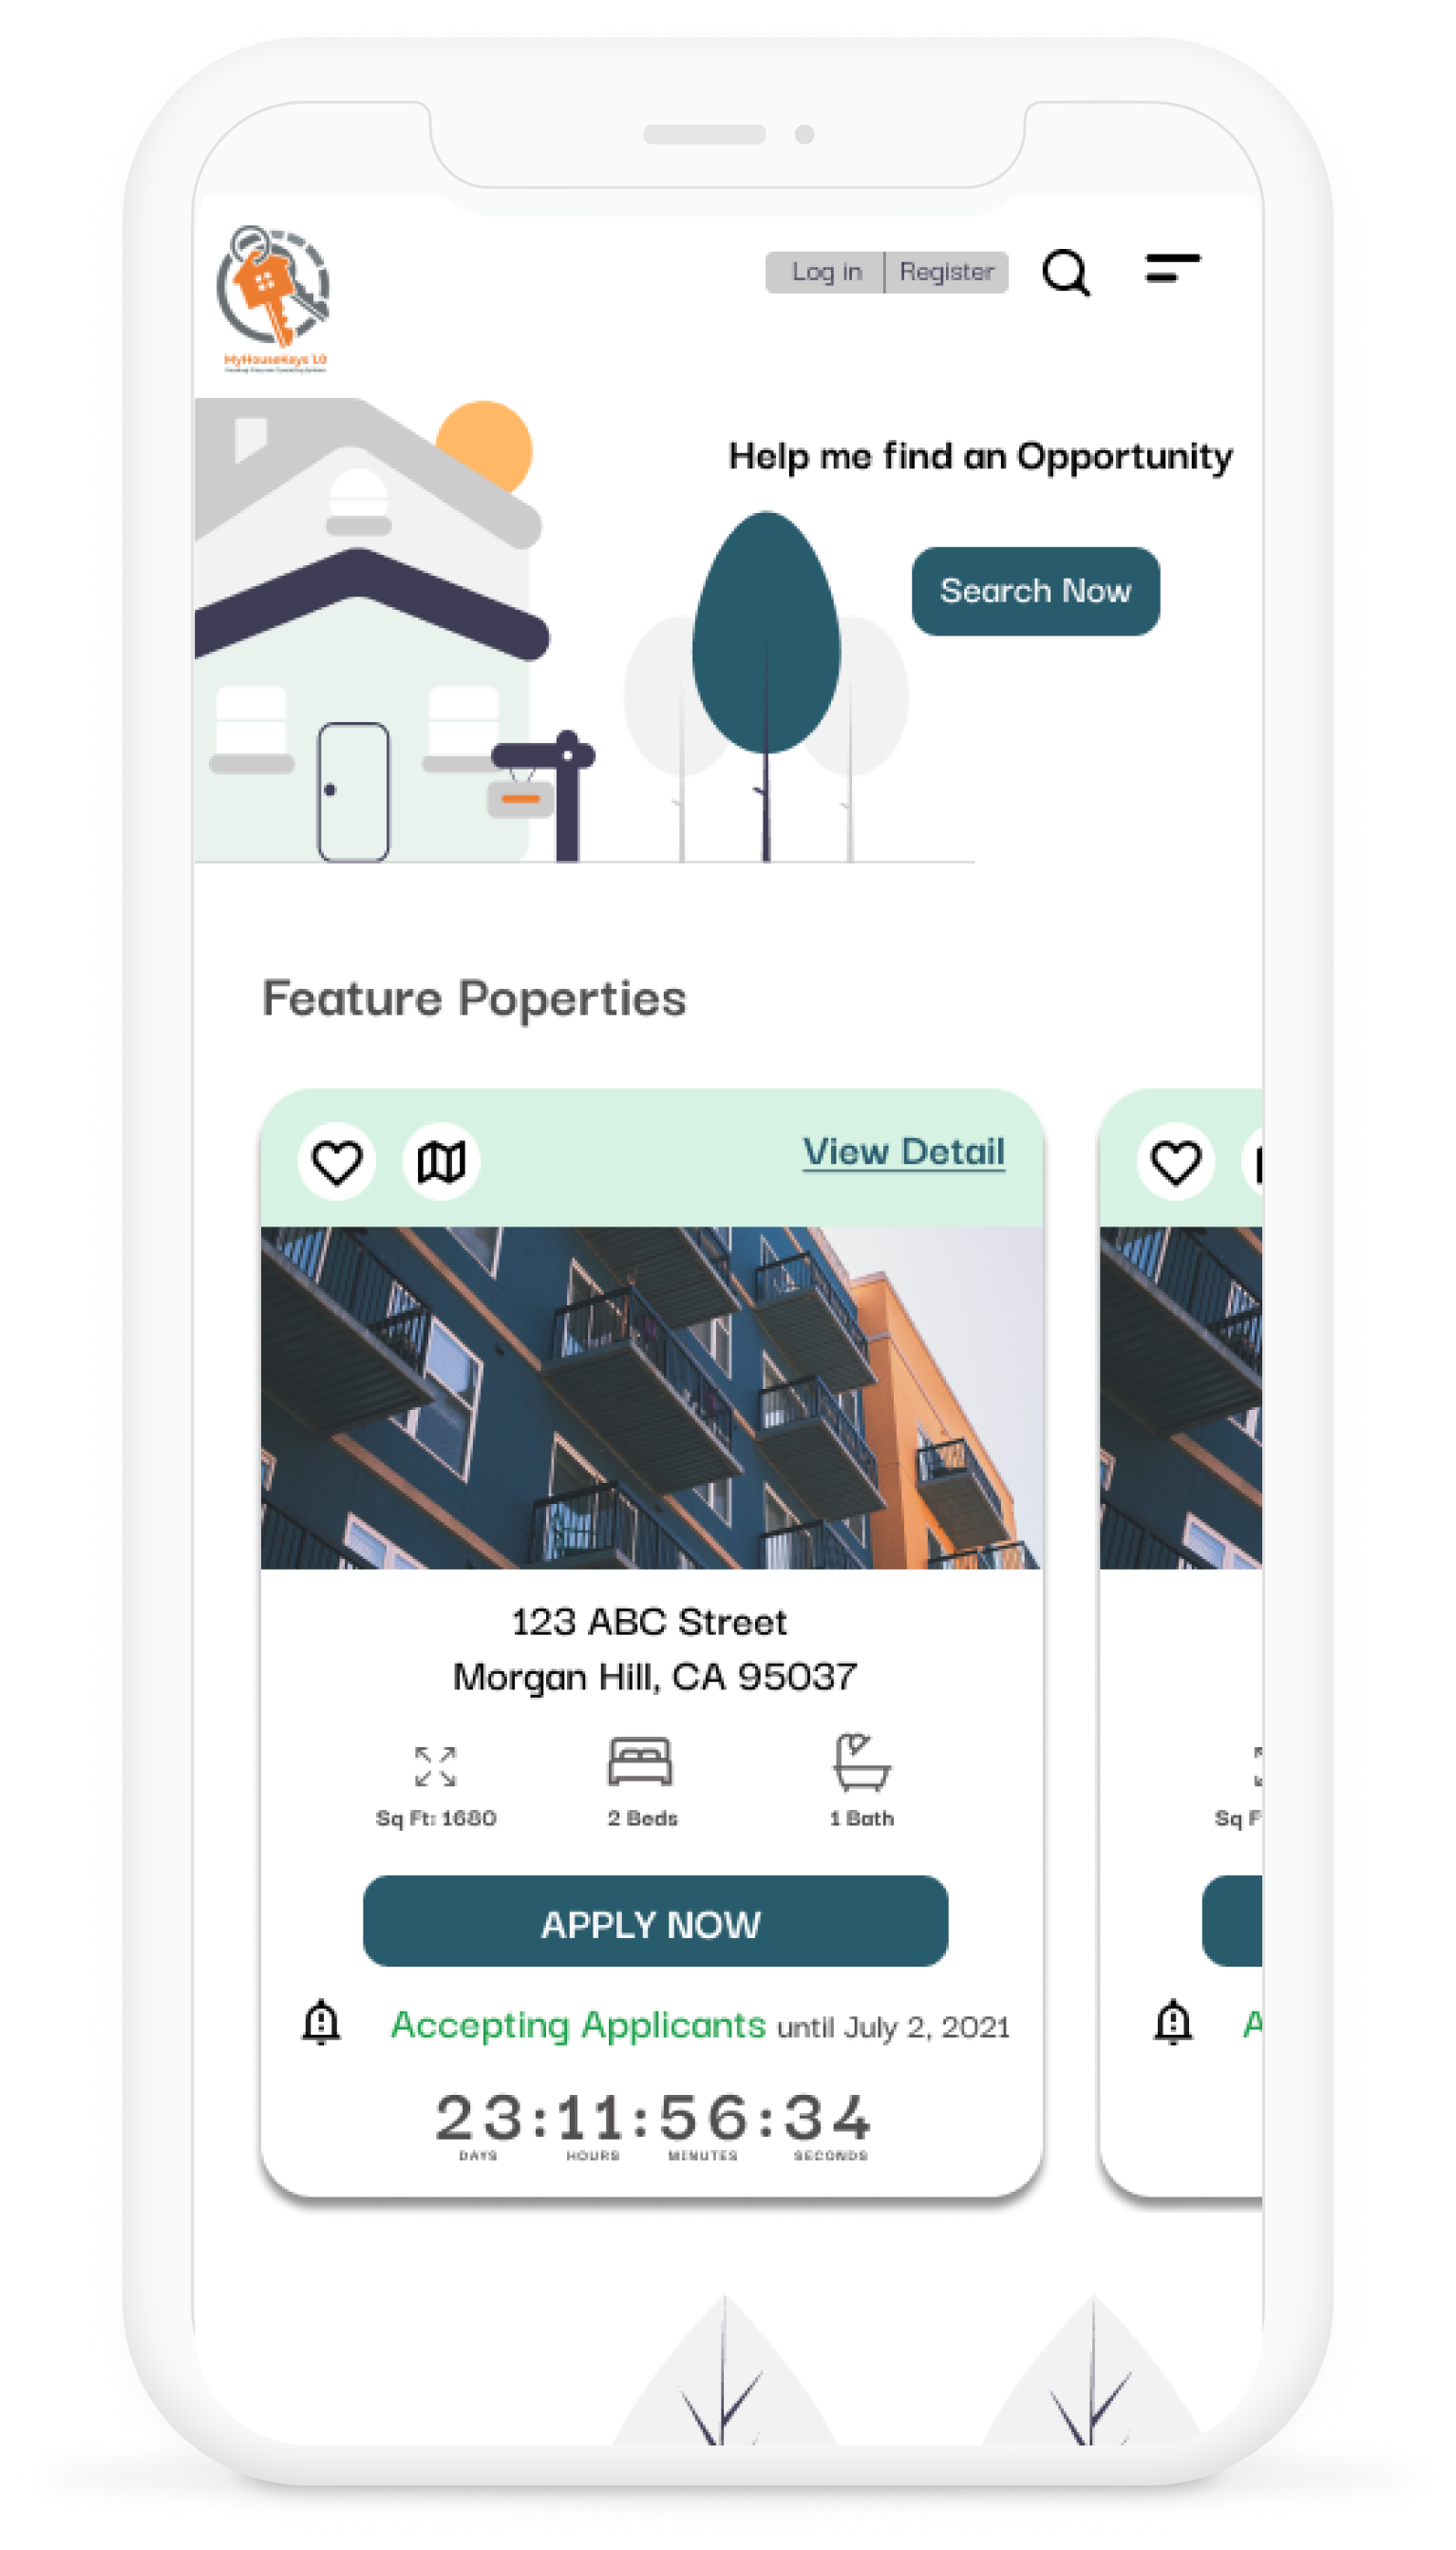 Log in
Register
MyHouseKeys 1.0
Help me find an Opportunity
Search Now
Feature Poperties
View Detail
123 ABC Street
Morgan Hill, CA 95037
Sq Ft: 1680
2 Beds
1 Bath
Sq F
APPLY NOW
Accepting Applicants until July 2, 2021
A
23:11:56:34
DAYS HOURS MINUTES SECONDS